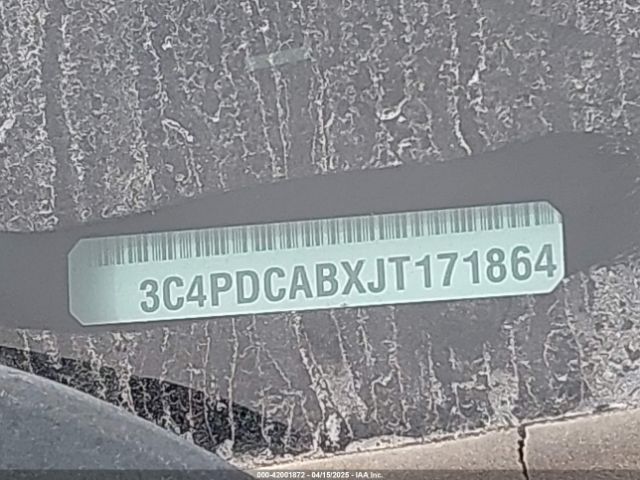 3C4PDCABXJT171864
000-42001872 - 04/15/2025 - IAA Inc.